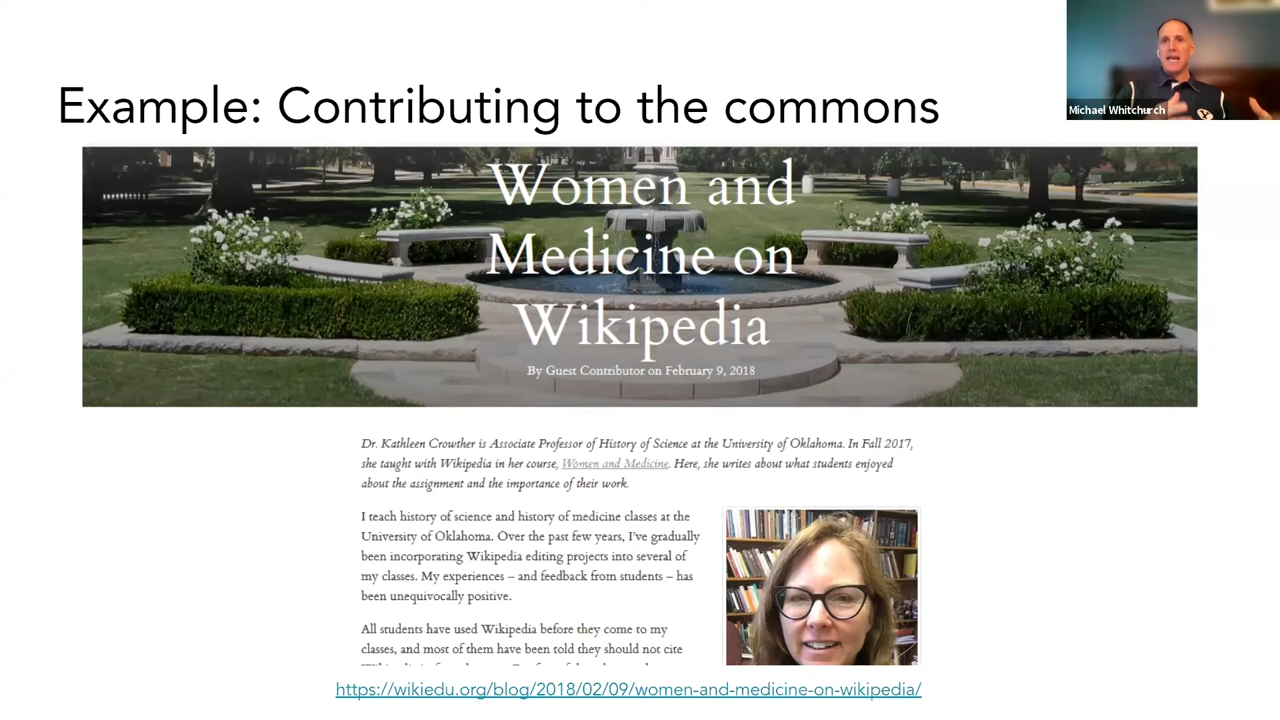 Michael Whitchurch
Example: Contributing to the commons
Women and
Medicine on
Wikipedia
By Guest Contributor on February 9, 2018
Dr. Kathleen Crowther is Associate Professor of History of Science at the University of Oklahoma. In Fall 2017,
she taught with Wikipedia in her course, Women and Medicine. Here, she writes about what students enjoyed
about the assignment and the importance of their work.
I teach history of science and history of medicine classes at the
University of Oklahoma. Over the past few years, I've gradually
been incorporating Wikipedia editing projects into several of
my classes. My experiences – and feedback from students – has
been unequivocally positive.
All students have used Wikipedia before they come to my
classes, and most of them have been told they should not cite
https://wikiedu.org/blog/2018/02/09/women-and-medicine-on-wikipedia/